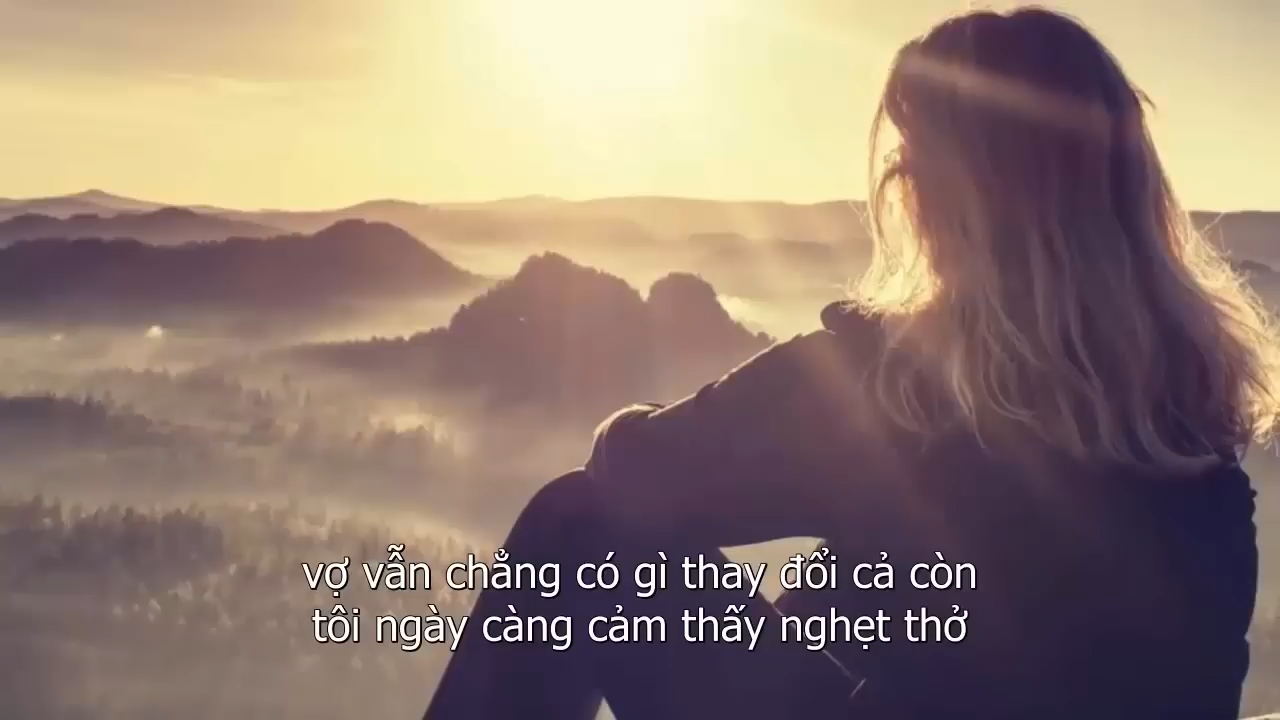 vợ vẫn chẳng có gì thay đổi cả còn
tôi ngày càng cảm thấy nghẹt thở